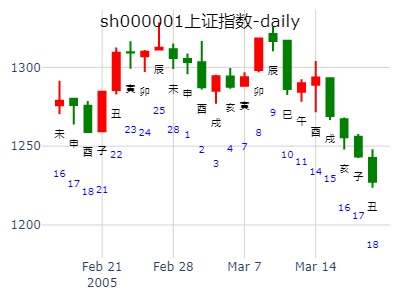 sh000001上证指数-daily
1300
1250
1200
未
申
酉
子
丑
寅
卯
辰
未
申
酉
戌
亥
寅
卯
辰
巳
午
酉
戌
亥
子
丑
16
17
18
21
22
23
24
25
28
1
2
3
4
7
8
9
10
11
14
15
16
17
18
Feb 21
2005
Feb 28
Mar 7
Mar 14